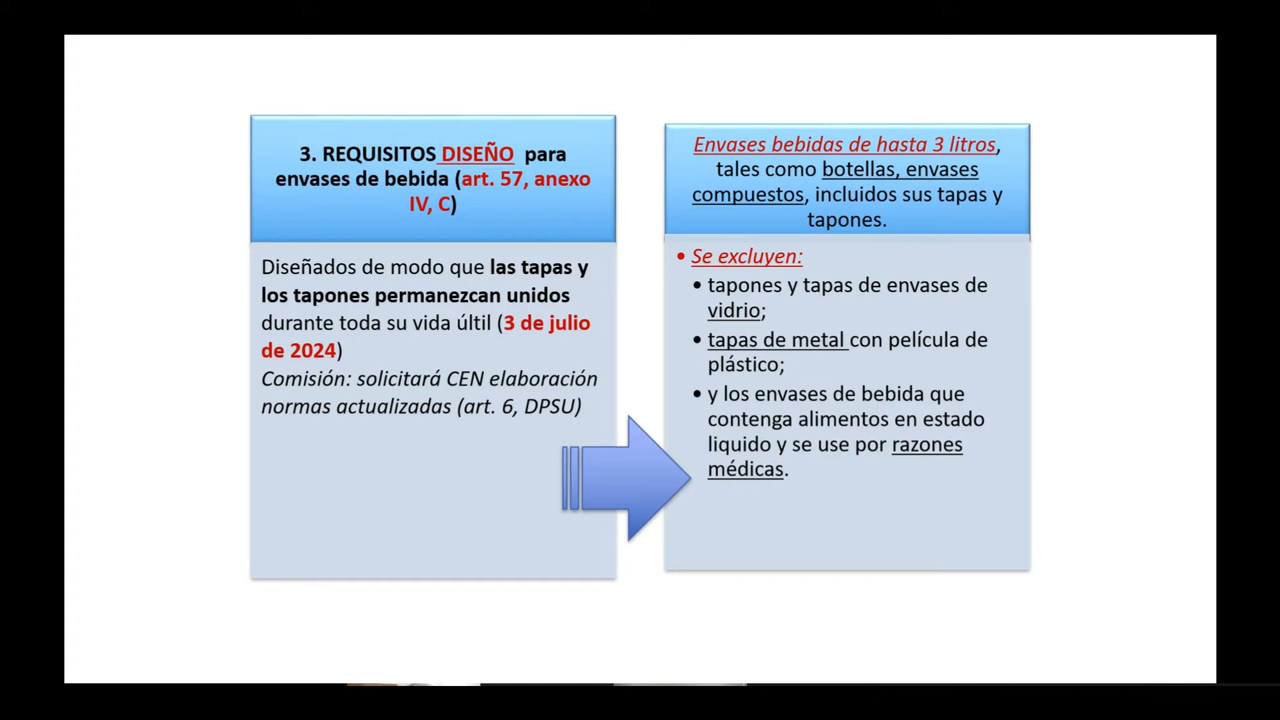 3. REQUISITOS DISEÑO para
envases de bebida (art. 57, anexo
IV, C)
Diseñados de modo que las tapas y
los tapones permanezcan unidos
durante toda su vida últil (3 de julio
de 2024)
Comisión: solicitará CEN elaboración
normas actualizadas (art. 6, DPSU)
Envases bebidas de hasta 3 litros,
tales como botellas, envases
compuestos, incluidos sus tapas y
tapones.
• Se excluyen:
• tapones y tapas de envases de
vidrio;
• tapas de metal con película de
plástico;
• y los envases de bebida que
contenga alimentos en estado
liquido y se use por razones
médicas.